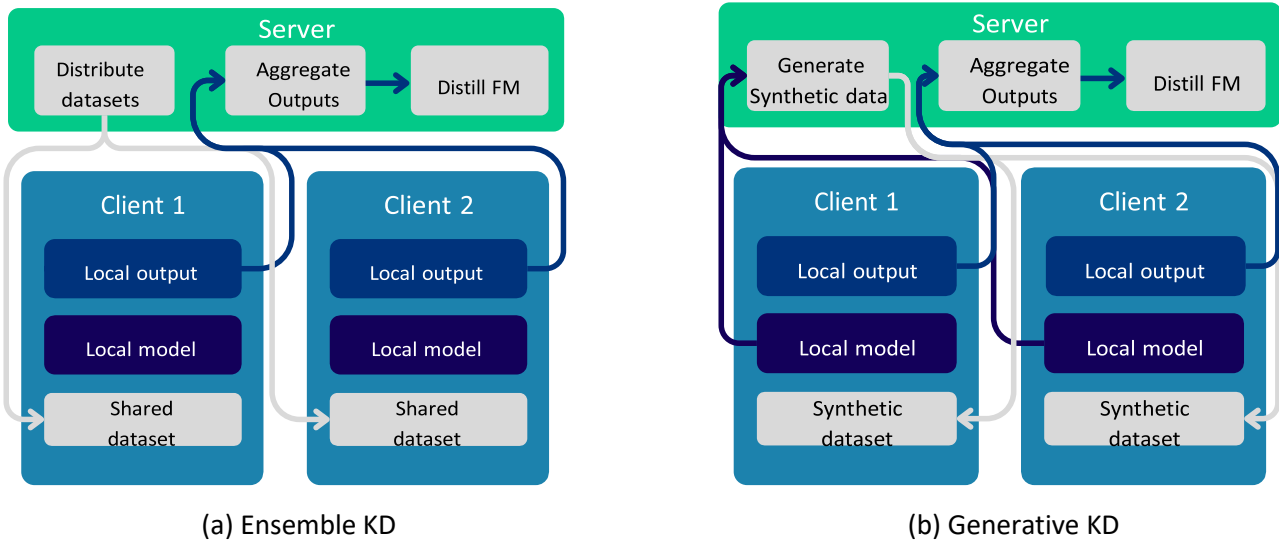 Server
Distribute
datasets
Aggregate
Outputs
Distill FM
Client 1
Local output
Local model
Shared
dataset
Client 2
Local output
Local model
Shared
dataset
(a) Ensemble KD
Server
Generate
Synthetic data
Aggregate
Outputs
Distill FM
Client 1
Local output
Local model
Synthetic
dataset
Client 2
Local output
Local model
Synthetic
dataset
(b) Generative KD